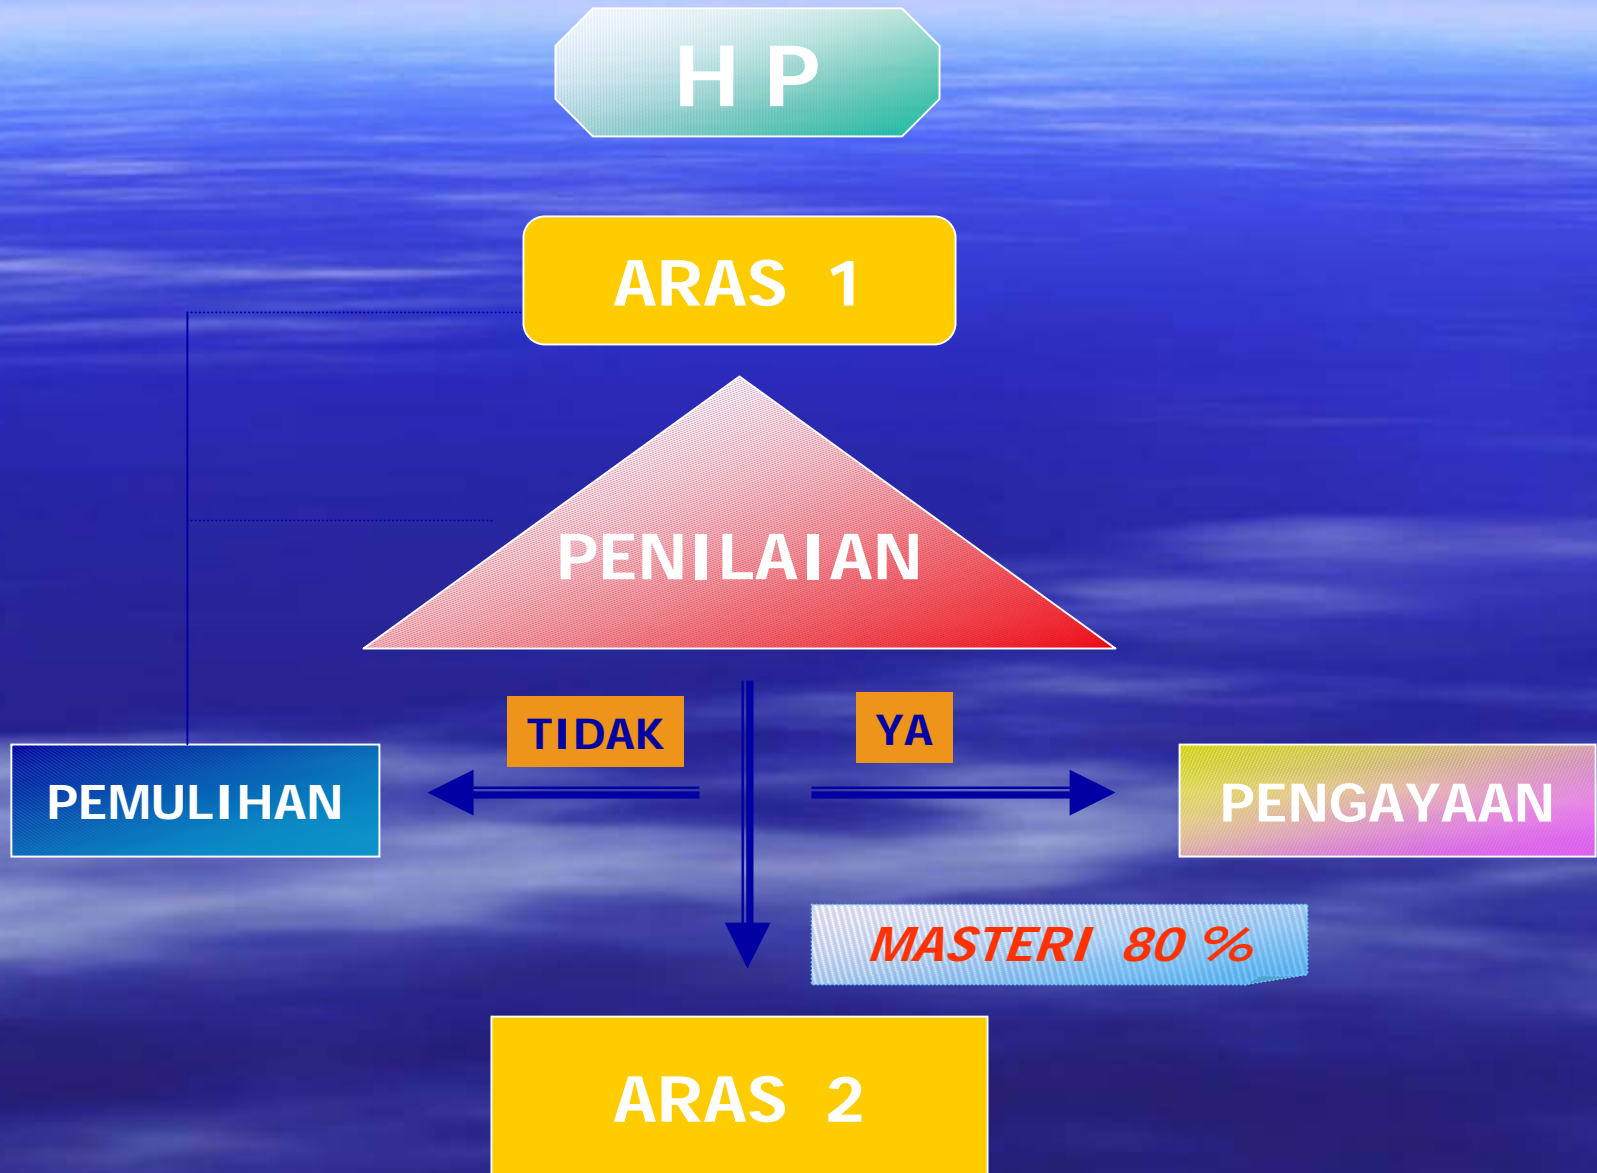 H P
ARAS 1
PENILAIAN
TIDAK
YA
PEMULIHAN
PENGAYAAN
MASTERI 80 %
ARAS 2